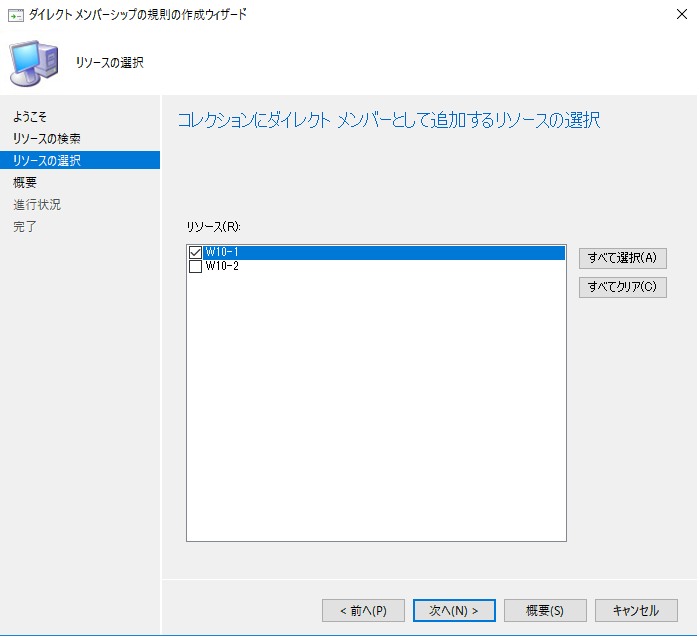 ダイレクト メンバーシップの規則の作成ウィザード
リソースの選択
ようこそ
リソースの検索
リソースの選択
概要
進行状況
完了
コレクションにダイレクト メンバーとして追加するリソースの選択
リソース(R):
W10-1
W10-2
すべて選択(A)
すべてクリア(C)
< 前へ(P)
次へ(N) >
概要(S)
キャンセル